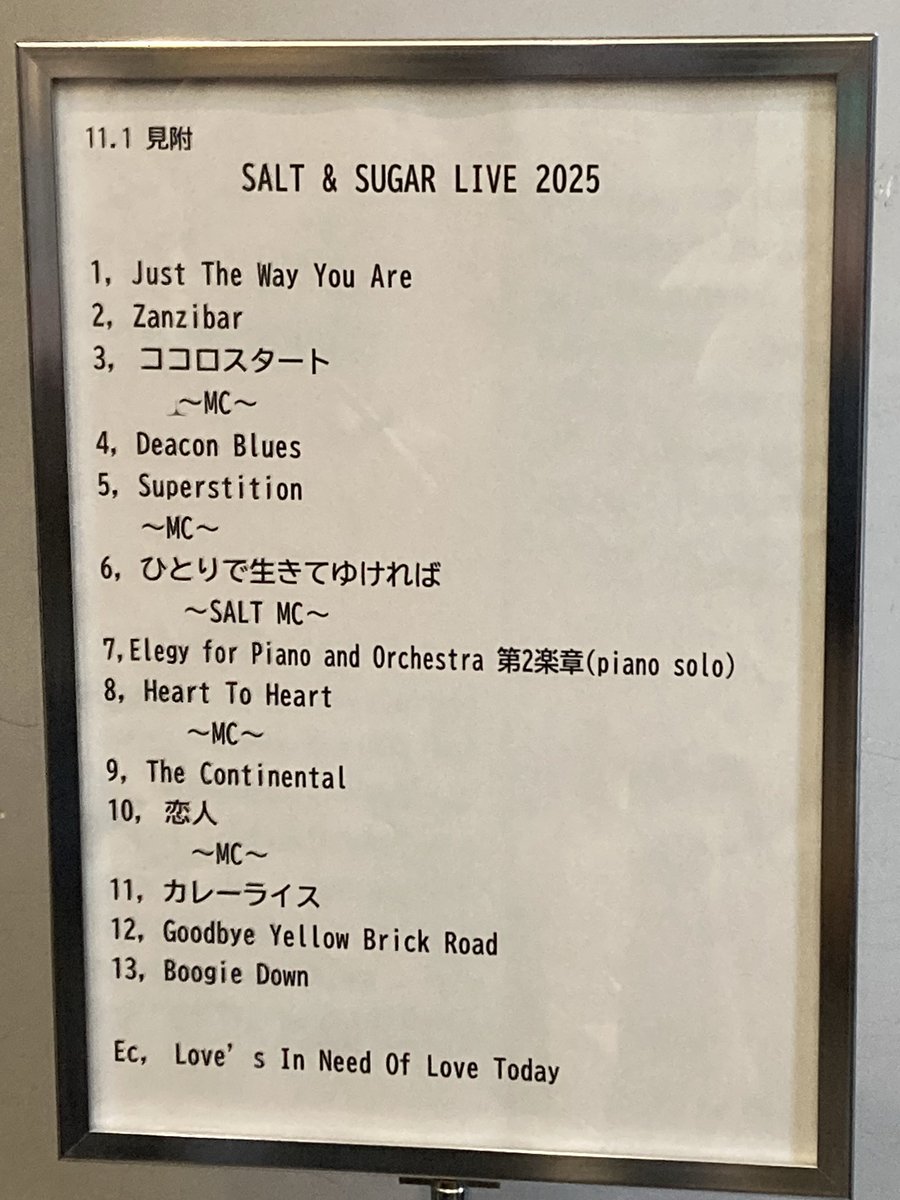 11.1 見附
SALT & SUGAR LIVE 2025
1, Just The Way You Are
2, Zanzibar
3, ココロスタート
～MC～
4, Deacon Blues
5, Superstition
～MC～
6, ひとりで生きてゆければ
～SALT MC～
7,Elegy for Piano and Orchestra 第2楽章(piano solo)
8, Heart To Heart
～MC～
9, The Continental
10, 恋人
～MC～
11, カレーライス
12, Goodbye Yellow Brick Road
13, Boogie Down
Ec, Love’s In Need Of Love Today